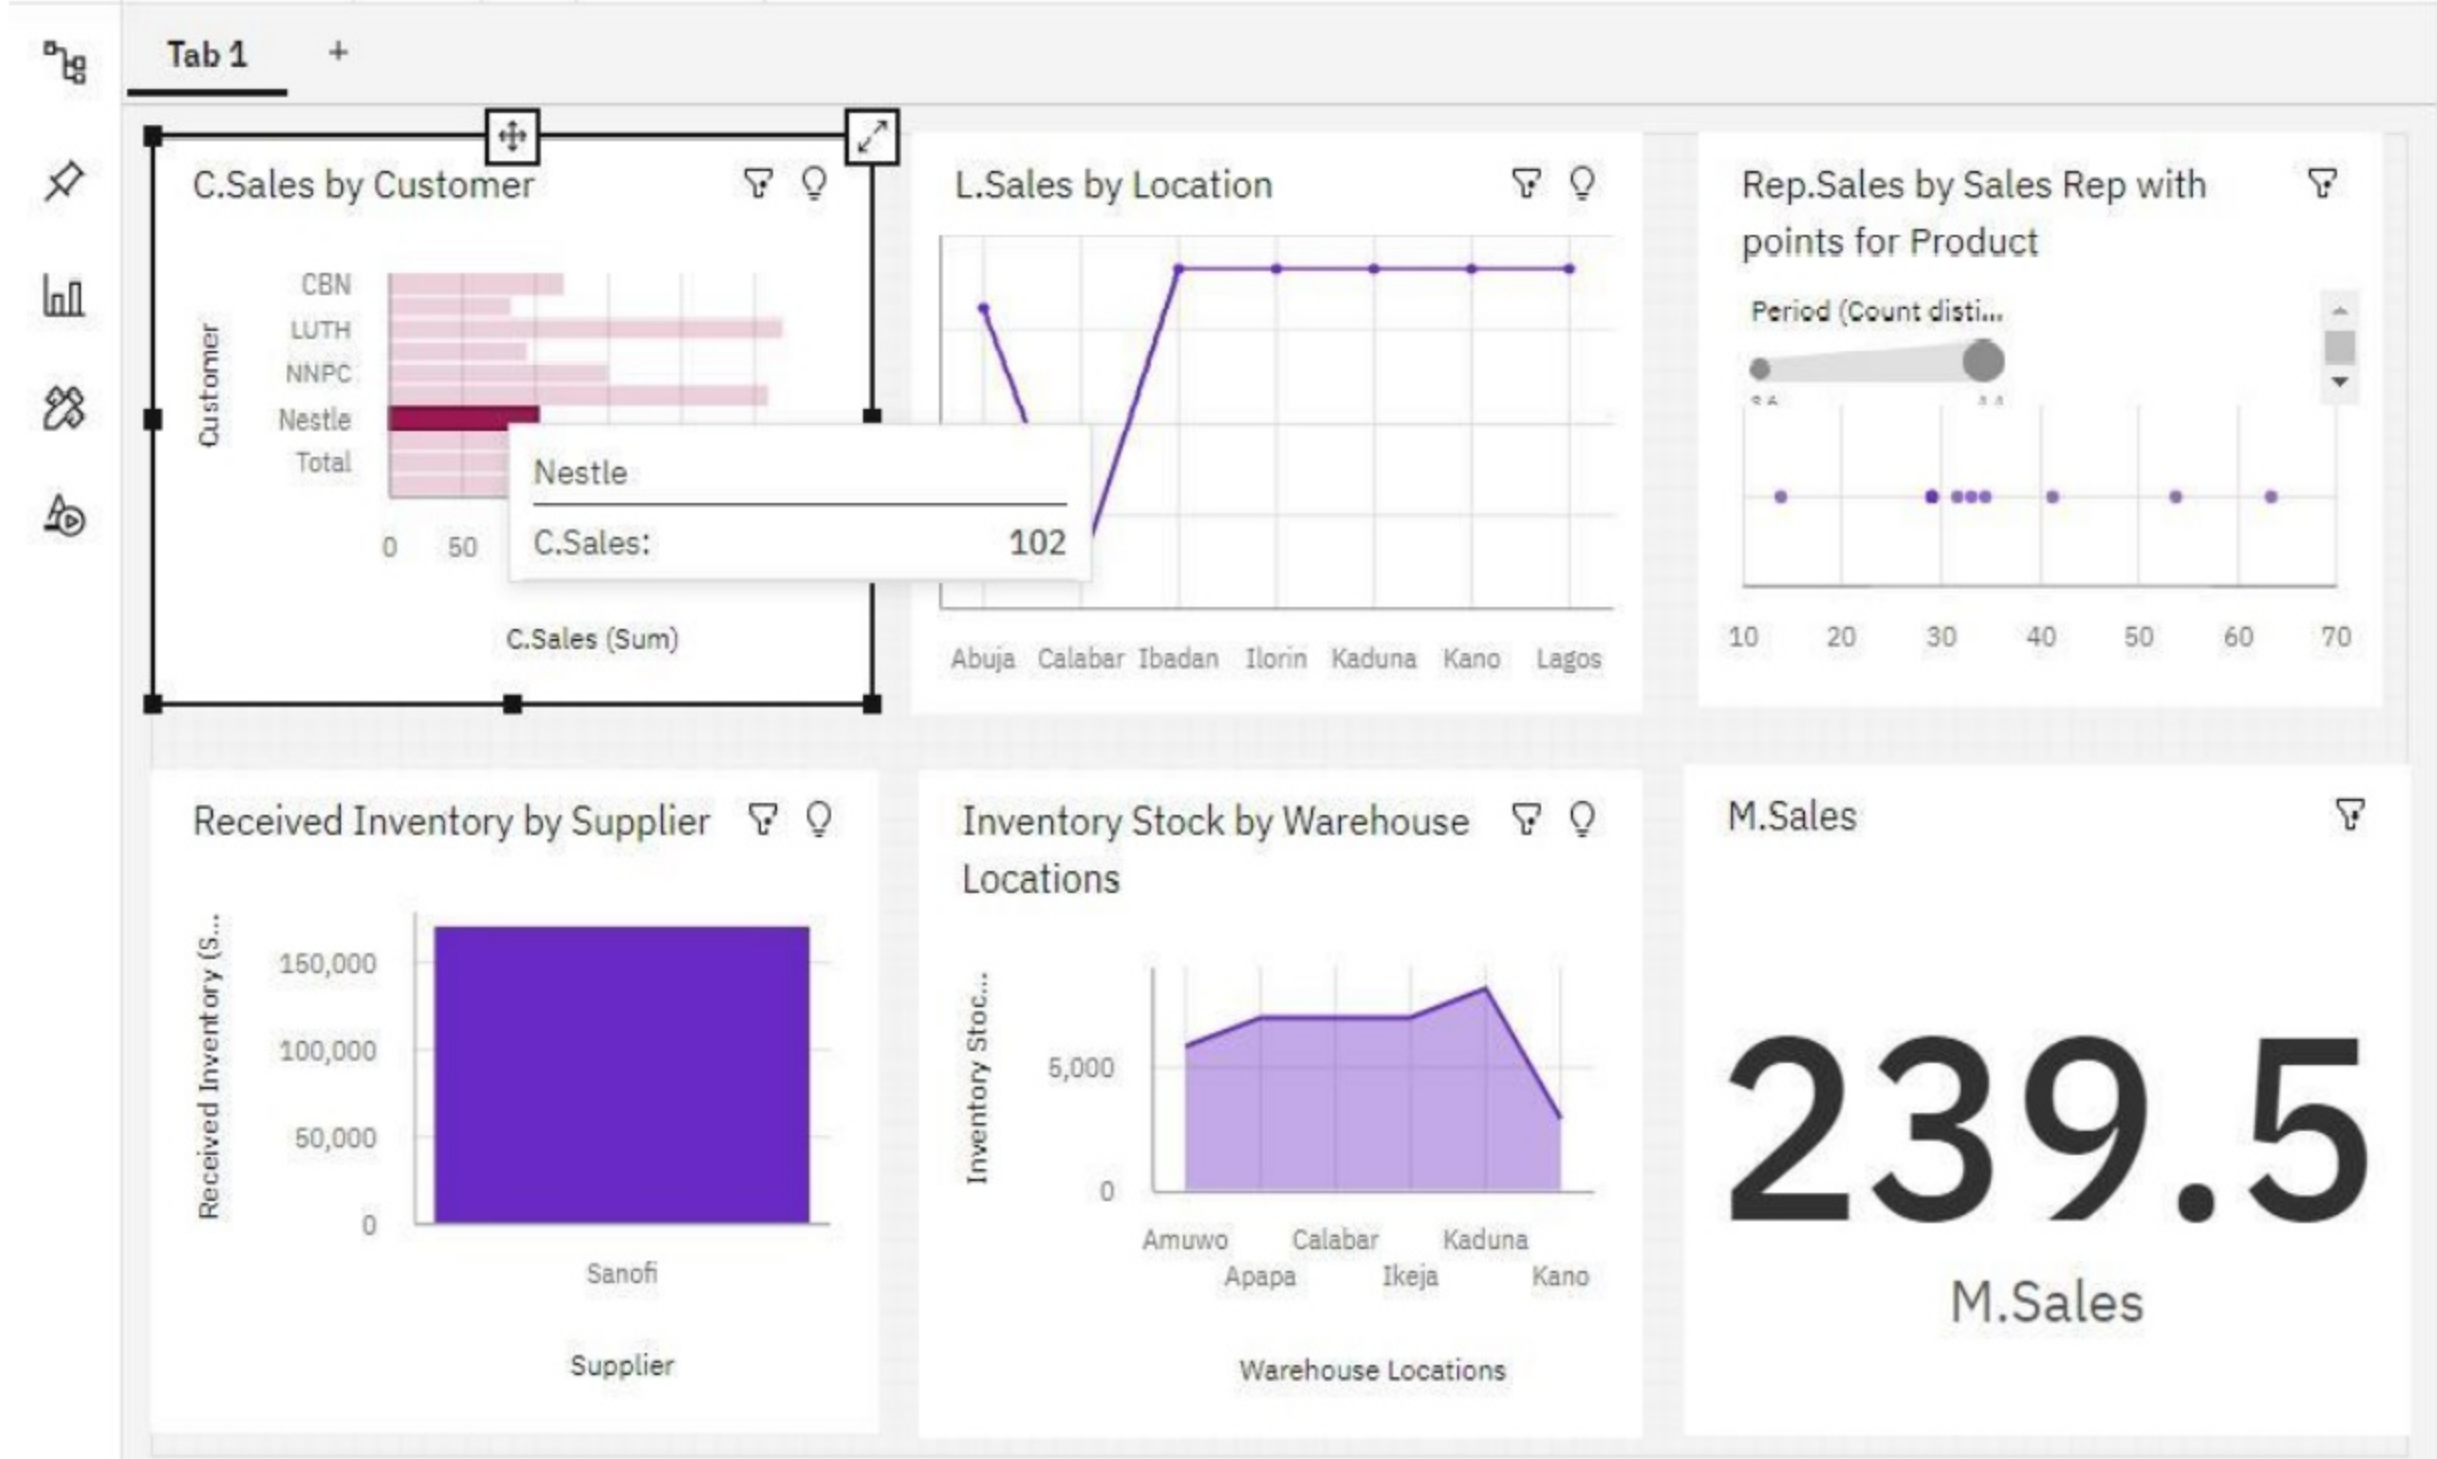 Tab 1 +
C.Sales by Customer
Customer
CBN
LUTH
NNPC
Nestle
Total
0 50
C.Sales (Sum)
Nestle
C.Sales: 102
L.Sales by Location
Abuja Calabar Ibadan Ilorin Kaduna Kano Lagos
Rep.Sales by Sales Rep with
points for Product
Period (Count disti...
10 20 30 40 50 60 70
Received Inventory by Supplier
Received Inventory (S...
150,000
100,000
50,000
0
Sanofi
Supplier
Inventory Stock by Warehouse
Locations
Inventory Stoc...
5,000
0
Amuwo Calabar Kaduna
Apapa Ikeja Kano
Warehouse Locations
M.Sales
239.5
M.Sales